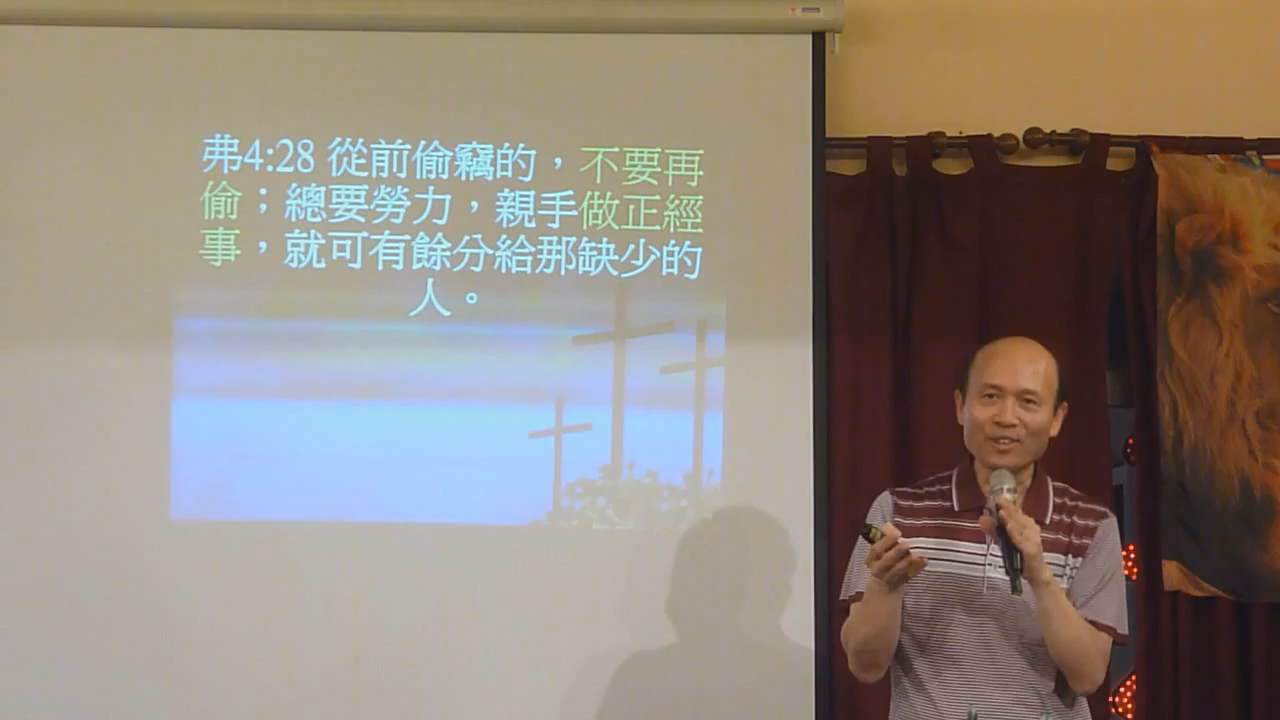 弗4:28 從前偷竊的，不要再
偷；總要勞力，親手做正經
事，就可有餘分給那缺少的
人。